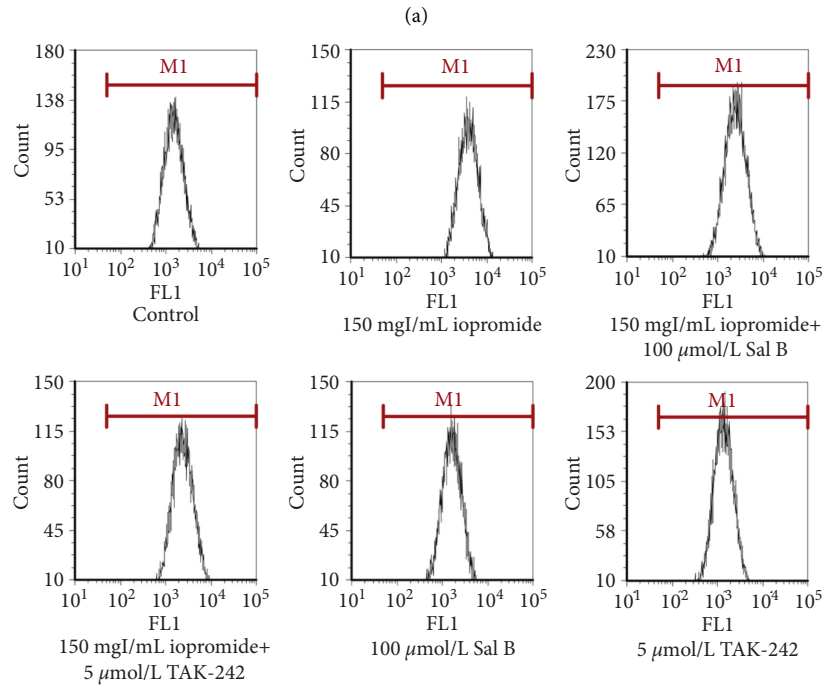 (a)
180
138
95
53
10
Count
M1
10¹ 10² 10³ 10⁴ 10⁵
FL1
Control
150
115
80
45
10
Count
M1
10¹ 10² 10³ 10⁴ 10⁵
FL1
150 mgI/mL iopromide
230
175
120
65
10
Count
M1
10¹ 10² 10³ 10⁴ 10⁵
FL1
150 mgI/mL iopromide+
100 μmol/L Sal B
150
115
80
45
10
Count
M1
10¹ 10² 10³ 10⁴ 10⁵
FL1
150 mgI/mL iopromide+
5 μmol/L TAK-242
150
115
80
45
10
Count
M1
10¹ 10² 10³ 10⁴ 10⁵
FL1
100 μmol/L Sal B
200
153
105
58
10
Count
M1
10¹ 10² 10³ 10⁴ 10⁵
FL1
5 μmol/L TAK-242